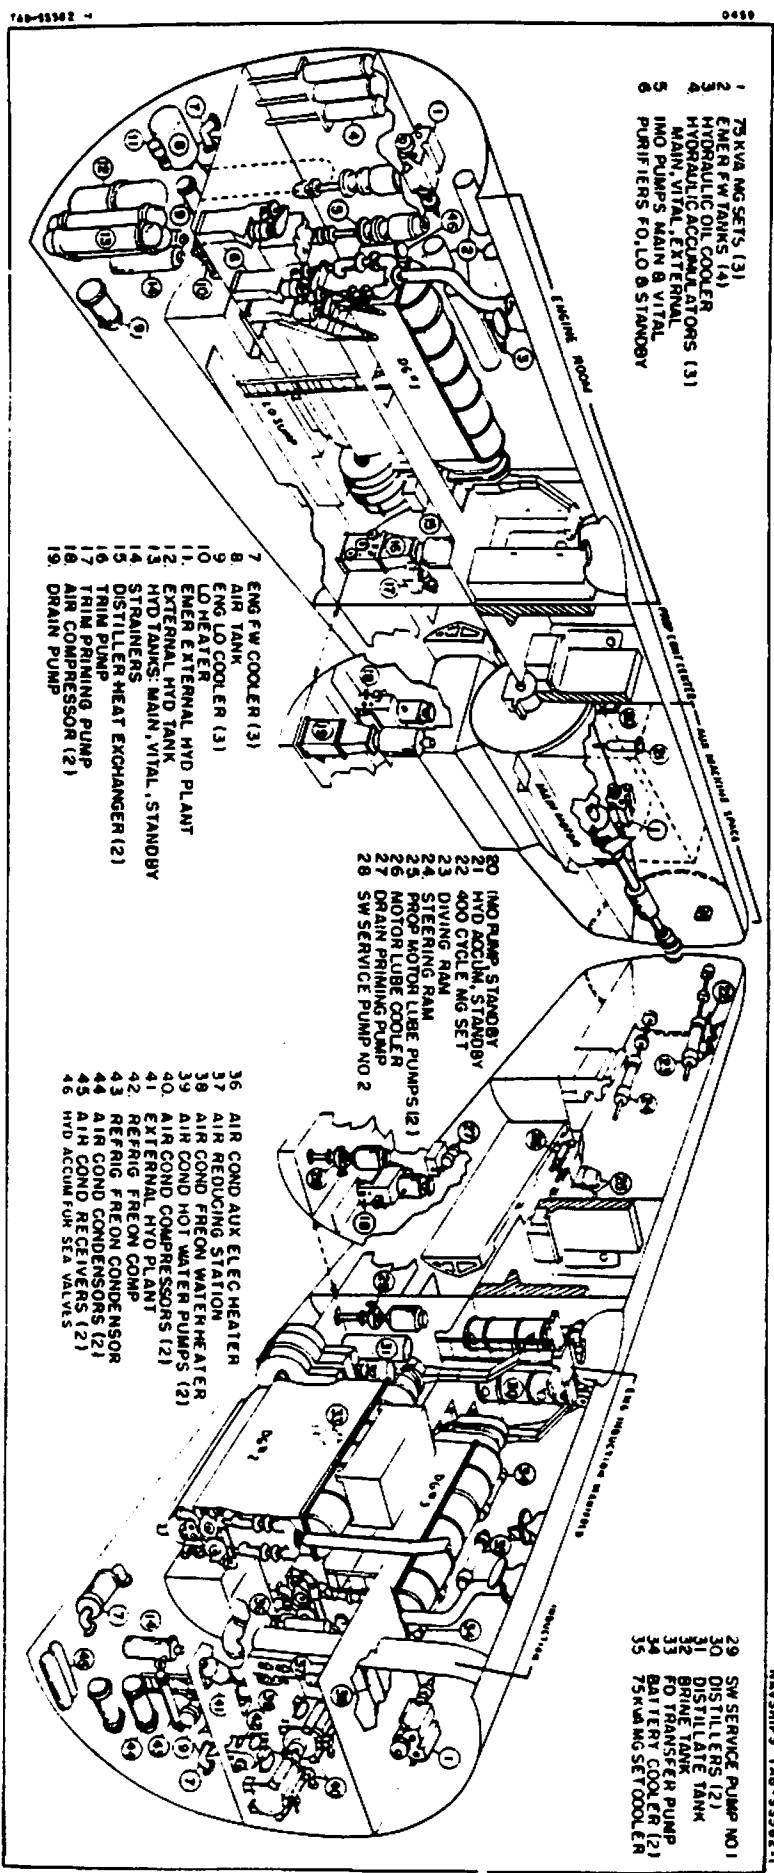 TAB-SS582-1
0459
1 75 KVA MG SETS (3)
2 EMER FW TANKS (4)
3 HYDRAULIC OIL COOLER
4 HYDRAULIC ACCUMULATORS (3)
MAIN, VITAL, EXTERNAL
5 IMO PUMPS MAIN & VITAL
6 PURIFIERS FO, LO & STANDBY
ENGINE ROOM
PROP CONT CENTER
AUX MACHINE SPACE
DG #1
LO SUMP
MAIN MOTOR
7 ENG FW COOLER (3)
8. AIR TANK
9 ENG LO COOLER (3)
10 LO HEATER
11. EMER EXTERNAL HYD PLANT
12. EXTERNAL HYD TANK
13 HYD TANKS: MAIN, VITAL, STANDBY
14 STRAINERS
15 DISTILLER HEAT EXCHANGER (2)
16 TRIM PUMP
17 TRIM PRIMING PUMP
18. AIR COMPRESSOR (2)
19. DRAIN PUMP
20 IMO PUMP STANDBY
21 HYD ACCUM, STANDBY
22 400 CYCLE MG SET
23 DIVING RAM
24. STEERING RAM
25 PROP MOTOR LUBE PUMPS (2)
26 MOTOR LUBE COOLER
27 DRAIN PRIMING PUMP
28 SW SERVICE PUMP NO 2
36 AIR COND AUX ELEC HEATER
37 AIR REDUCING STATION
38 AIR COND FREON WATER HEATER
39 AIR COND HOT WATER PUMPS (2)
40. AIR COND COMPRESSORS (2)
41 EXTERNAL HYD PLANT
42. REFRIG FREON COMP
43 REFRIG FREON CONDENSOR
44 AIR COND CONDENSORS (2)
45 AIR COND RECEIVERS (2)
46 HYD ACCUM FOR SEA VALVES
DG #2
DG #3
ENG INDUCTION
INDUCTION
29 SW SERVICE PUMP NO 1
30 DISTILLERS (2)
31 DISTILLATE TANK
32 BRINE TANK
33 FO TRANSFER PUMP
34 BATTERY COOLER (2)
35 75 KVA MG SET COOLER